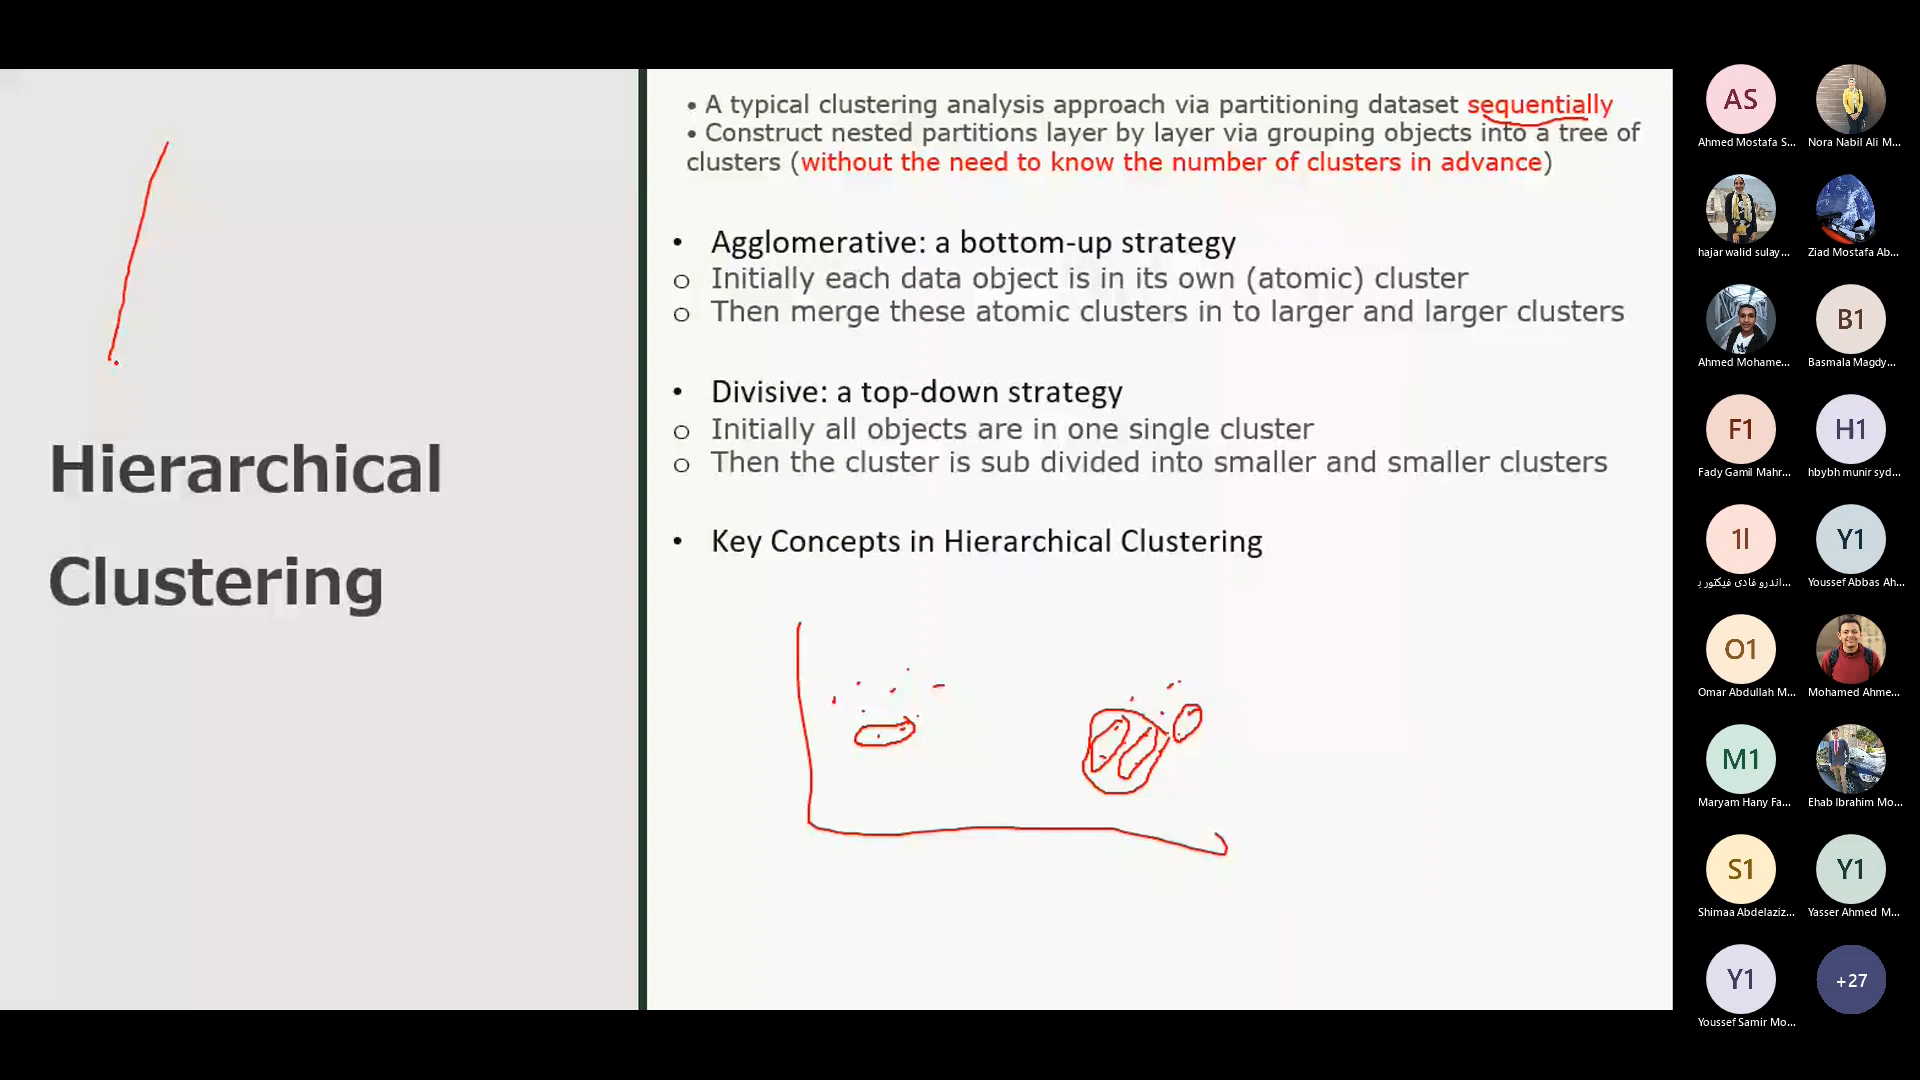 Hierarchical
Clustering
• A typical clustering analysis approach via partitioning dataset sequentially
• Construct nested partitions layer by layer via grouping objects into a tree of
clusters (without the need to know the number of clusters in advance)
• Agglomerative: a bottom-up strategy
o Initially each data object is in its own (atomic) cluster
o Then merge these atomic clusters in to larger and larger clusters
• Divisive: a top-down strategy
o Initially all objects are in one single cluster
o Then the cluster is sub divided into smaller and smaller clusters
• Key Concepts in Hierarchical Clustering
AS
Ahmed Mostafa S...
Nora Nabil Ali M...
hajar walid sulay...
Ziad Mostafa Ab...
Ahmed Mohame...
B1
Basmala Magdy...
F1
Fady Gamil Mahr...
H1
hbybh munir syd...
1ا
اندرو فادى فيكتور ب...
Y1
Youssef Abbas Ah...
O1
Omar Abdullah M...
Mohamed Ahme...
M1
Maryam Hany Fa...
Ehab Ibrahim Mo...
S1
Shimaa Abdelaziz...
Y1
Yasser Ahmed M...
Y1
Youssef Samir Mo...
+27